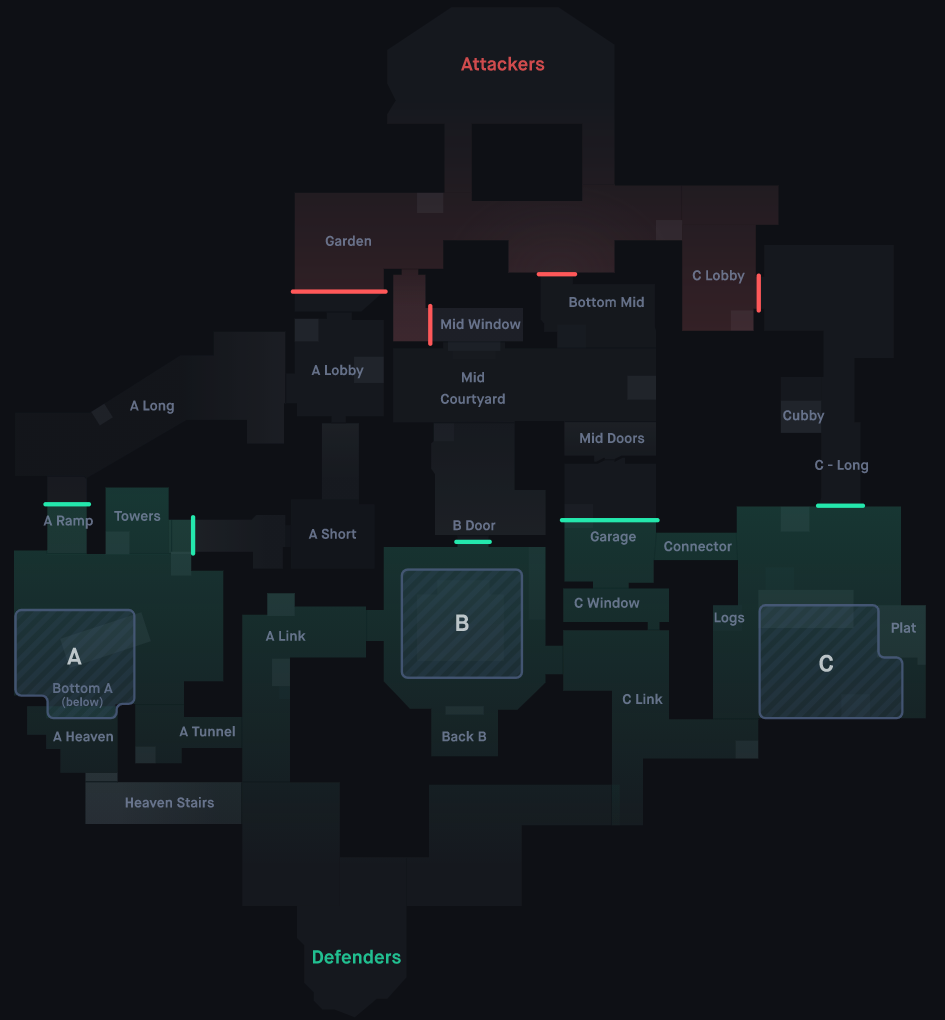 Attackers
Garden
C Lobby
Bottom Mid
Mid Window
A Lobby
Mid
Courtyard
A Long
Cubby
Mid Doors
C - Long
A Ramp
Towers
B Door
A Short
Garage
Connector
C Window
Logs
B
Plat
A Link
A
C
Bottom A
(below)
C Link
A Tunnel
A Heaven
Back B
Heaven Stairs
Defenders